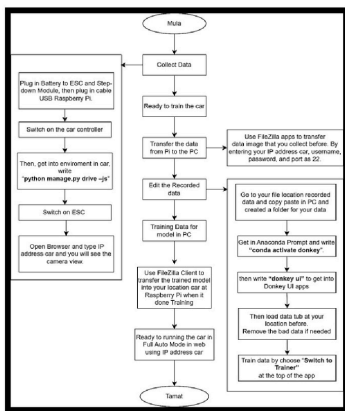 Mula
Collect Data
Plug in Battery to ESC and Step-
down Module, then plug in cable
USB Raspberry Pi.
Switch on the car controller
Then, get into enviroment in car,
write
"python manage.py drive –js"
Switch on ESC
Open Browser and type IP
address car and you will see the
camera view
Ready to train the car
Transfer the data
from Pi to the PC
Use FileZilla apps to transfer
data image that you collect before. By
entering your IP address car, username,
password, and port as 22.
Edit the Recorded
data
Go to your file location recorded
data and copy paste in PC and
created a folder for your data
Get in Anaconda Prompt and write
"conda activate donkey".
then write "donkey ui" to get into
Donkey UI apps
Then load data tub at your
location before.
Remove the bad data if needed
Train data by choose "Switch to
Trainer"
at the top of the app
Training Data for
model in PC
Use FileZilla Client to
transfer the trained model
into your location car at
Raspberry Pi when it
done Training
Ready to running the car in
Full Auto Mode in web
using IP address car
Tamat